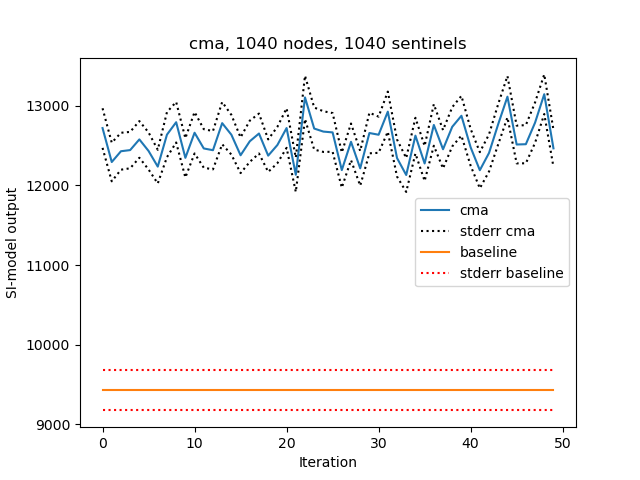 cma, 1040 nodes, 1040 sentinels
SI-model output
13000
12000
11000
10000
9000
cma
stderr cma
baseline
stderr baseline
0 10 20 30 40 50
Iteration